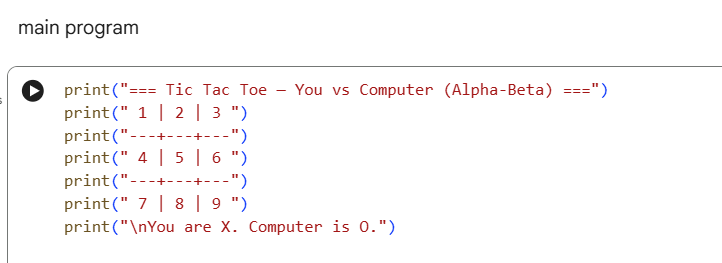 main program
print("=== Tic Tac Toe — You vs Computer (Alpha-Beta) ===")
print(" 1 | 2 | 3 ")
print("---+---+---")
print(" 4 | 5 | 6 ")
print("---+---+---")
print(" 7 | 8 | 9 ")
print("\nYou are X. Computer is O.")